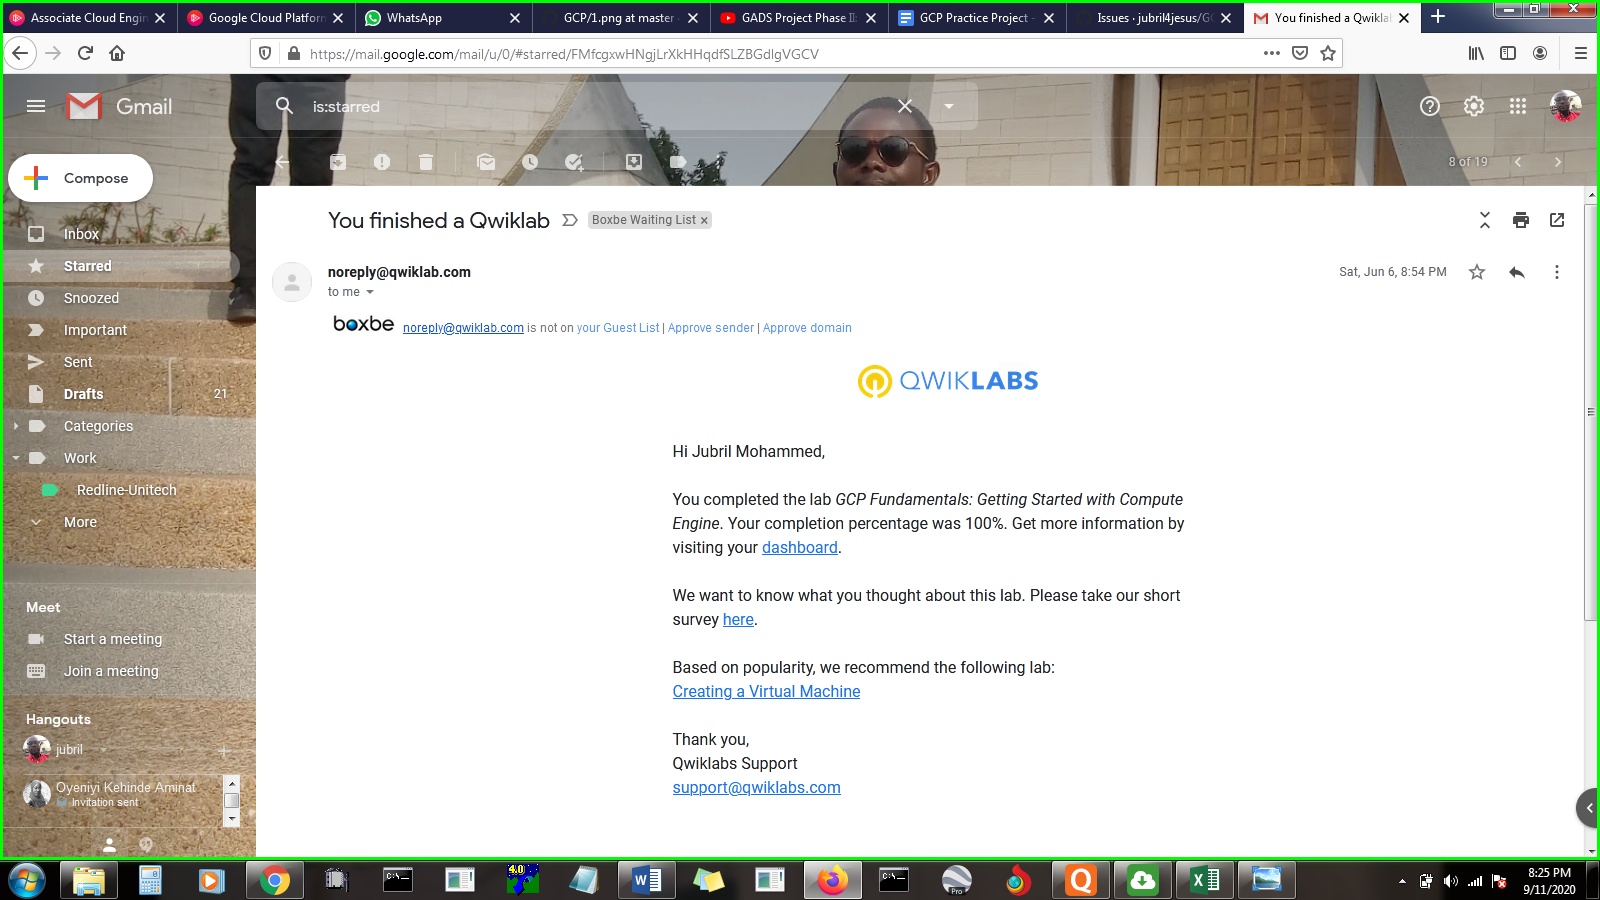 Associate Cloud Engin
Google Cloud Platforn
WhatsApp
GCP/1.png at master
GADS Project Phase II:
GCP Practice Project -
Issues · jubril4jesus/GC
You finished a Qwikla
https://mail.google.com/mail/u/0/#starred/FMfcgxwHNgjLrXkHHqdfSLZBGdlgVGCV
Gmail
is:starred
Compose
8 of 19
Inbox
Starred
Snoozed
Important
Sent
Drafts 21
Categories
Work
Redline-Unitech
More
Meet
Start a meeting
Join a meeting
Hangouts
jubril
Oyeniyi Kehinde Aminat
Invitation sent
You finished a Qwiklab
Boxbe Waiting List x
noreply@qwiklab.com
Sat, Jun 6, 8:54 PM
to me
boxbe noreply@qwiklab.com is not on your Guest List | Approve sender | Approve domain
QWIKLABS
Hi Jubril Mohammed,
You completed the lab GCP Fundamentals: Getting Started with Compute
Engine. Your completion percentage was 100%. Get more information by
visiting your dashboard.
We want to know what you thought about this lab. Please take our short
survey here.
Based on popularity, we recommend the following lab:
Creating a Virtual Machine
Thank you,
Qwiklabs Support
support@qwiklabs.com
C:\.
4.0
W
Pro
C:\.
Q
X
8:25 PM
9/11/2020